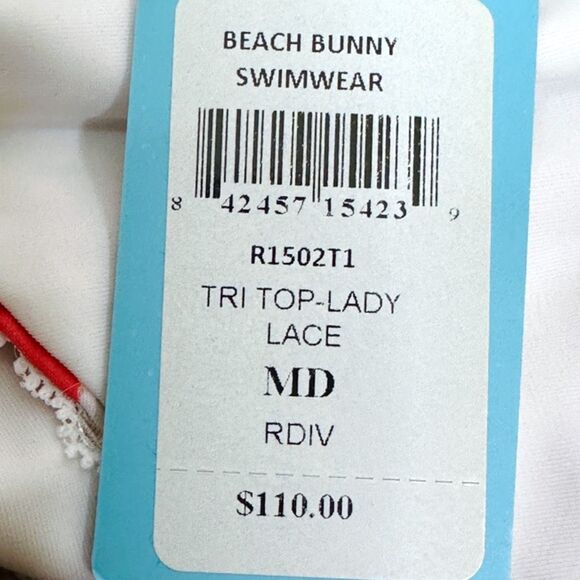 BEACH BUNNY
SWIMWEAR
8 42457 15423 9
R1502T1
TRI TOP-LADY
LACE
MD
RDIV
$110.00